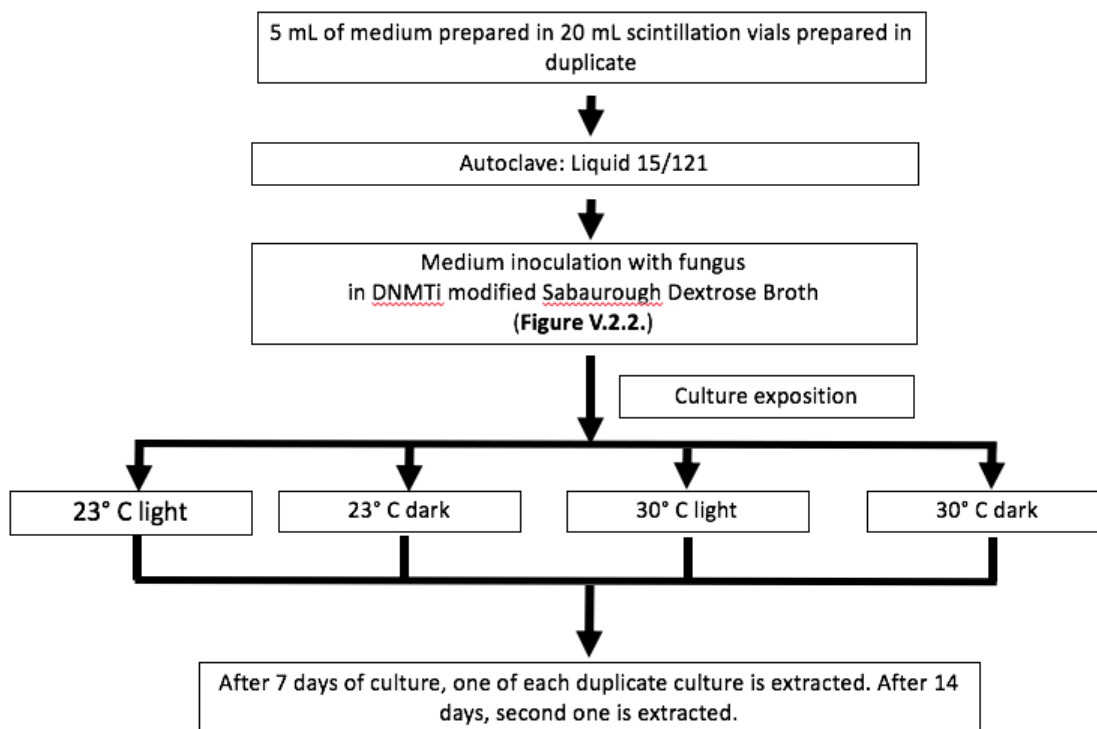 5 mL of medium prepared in 20 mL scintillation vials prepared in
duplicate
Autoclave: Liquid 15/121
Medium inoculation with fungus
in DNMTi modified Sabaurough Dextrose Broth
(Figure V.2.2.)
Culture exposition
23° C light
23° C dark
30° C light
30° C dark
After 7 days of culture, one of each duplicate culture is extracted. After 14
days, second one is extracted.